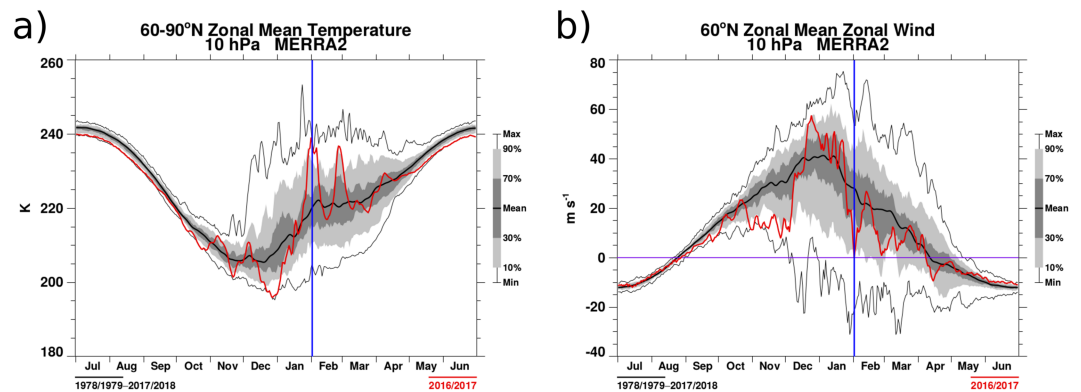 a)
60-90°N Zonal Mean Temperature
10 hPa MERRA2
260
240
220
200
180
K
Max
90%
70%
Mean
30%
10%
Min
Jul Aug Sep Oct Nov Dec Jan Feb Mar Apr May Jun
1978/1979–2017/2018 2016/2017
b)
60°N Zonal Mean Zonal Wind
10 hPa MERRA2
80
60
40
20
0
-20
-40
m s⁻¹
Max
90%
70%
Mean
30%
10%
Min
Jul Aug Sep Oct Nov Dec Jan Feb Mar Apr May Jun
1978/1979–2017/2018 2016/2017